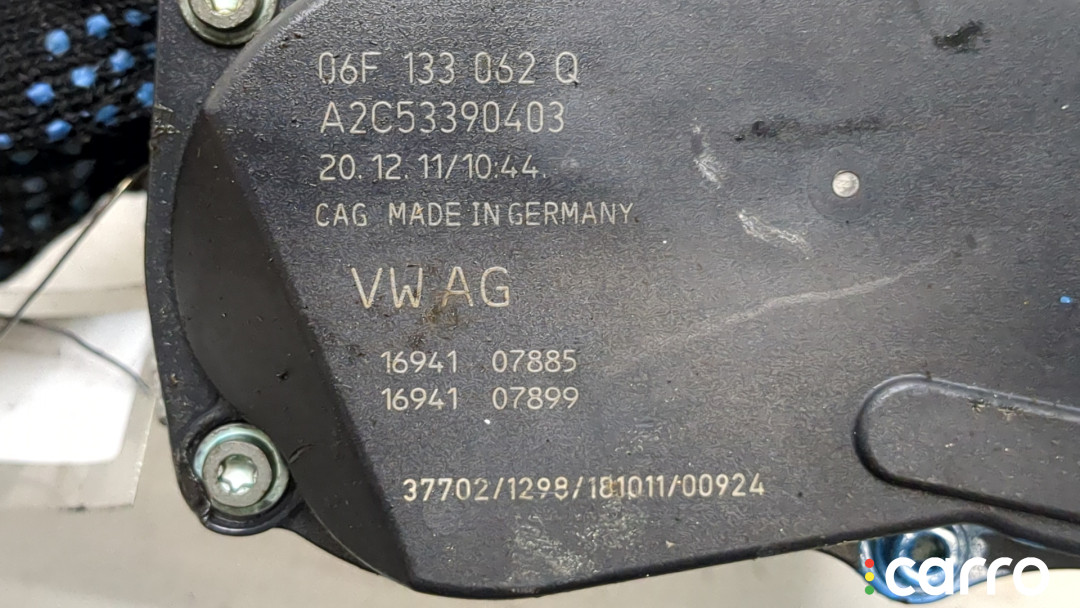 06F 133 062 Q
A2C53390403
20.12.11/10:44.
CAG MADE IN GERMANY
VW AG
16941 07885
16941 07899
37702/1298/181011/00924
carro